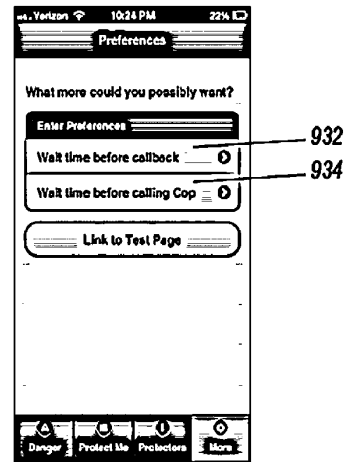 Verizon 10:24 PM 22%
Preferences
What more could you possibly want?
Enter Preferences
Wait time before callback
932
Wait time before calling Cop
934
Link to Test Page
Danger Protect Me Protectors More